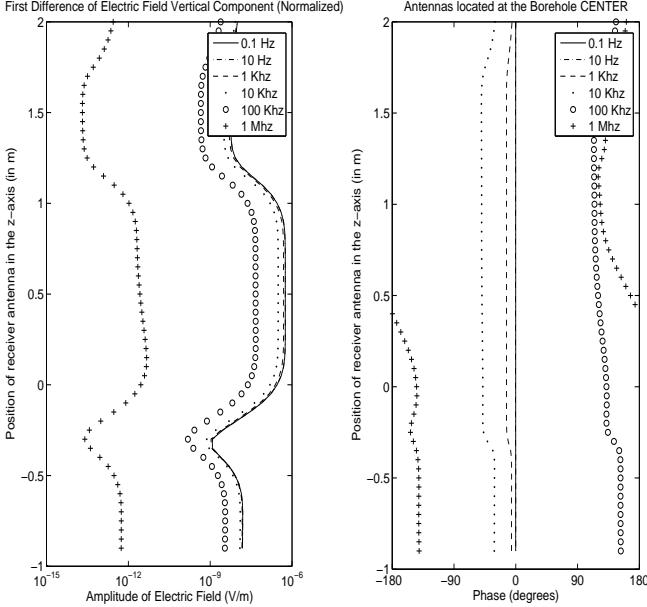 First Difference of Electric Field Vertical Component (Normalized)
Position of receiver antenna in the z−axis (in m)
2
1.5
1
0.5
0
−0.5
−1
10^−15
10^−12
10^−9
10^−6
Amplitude of Electric Field (V/m)
0.1 Hz
10 Hz
1 Khz
10 Khz
100 Khz
1 Mhz
Antennas located at the Borehole CENTER
Position of receiver antenna in the z−axis (in m)
2
1.5
1
0.5
0
−0.5
−1
−180
−90
0
90
180
Phase (degrees)
0.1 Hz
10 Hz
1 Khz
10 Khz
100 Khz
1 Mhz